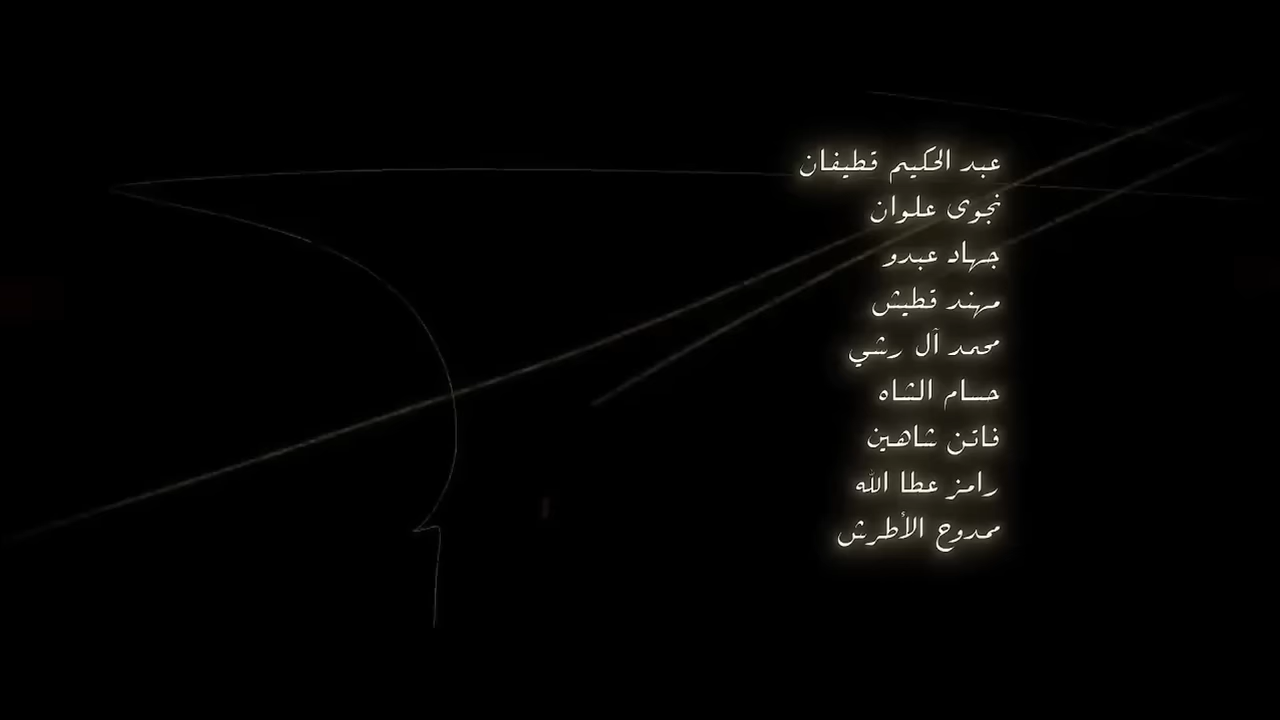 عبد الحكيم قطيفان
نجوى علوان
جهاد عبدو
مهند قطيش
محمد آل رشي
حسام الشاه
فاتن شاهين
رامز عطا الله
ممدوح الأطرش